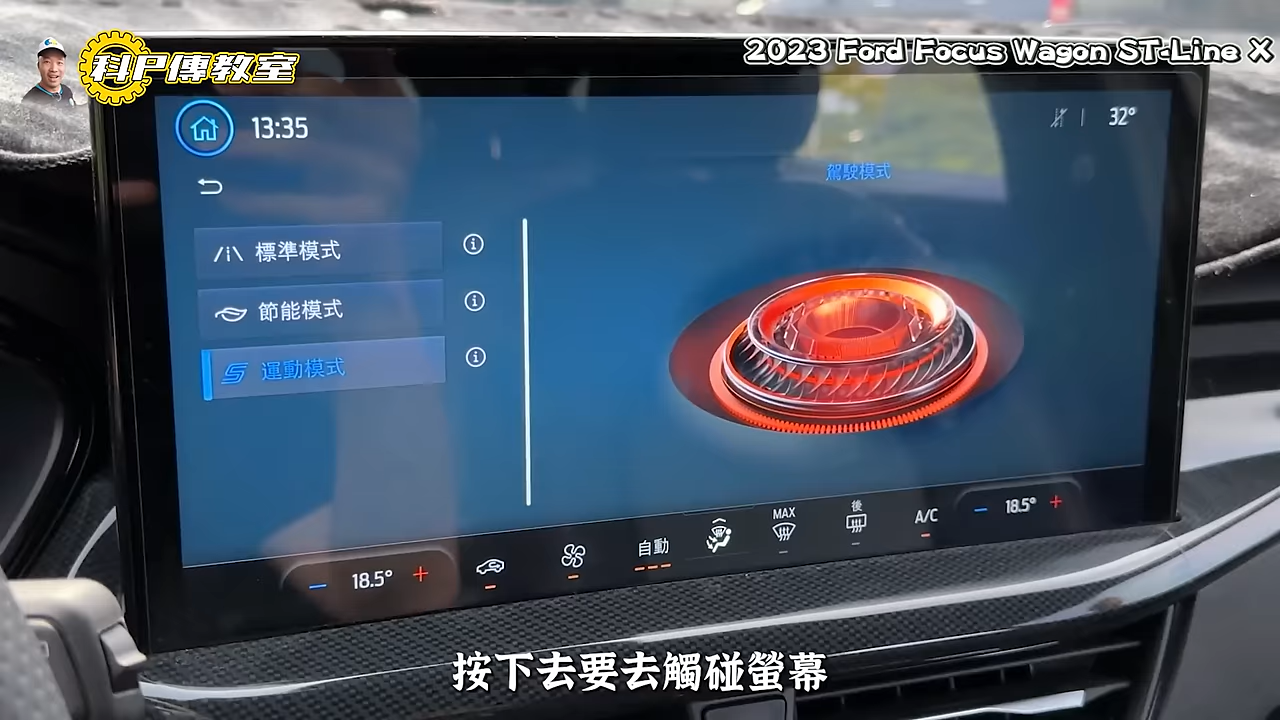 科尸傳教室
2023 Ford Focus Wagon ST-Line X
13:35
32°
駕駛模式
標準模式
節能模式
運動模式
18.5°
自動
MAX
後
A/C
18.5°
按下去要去觸碰螢幕